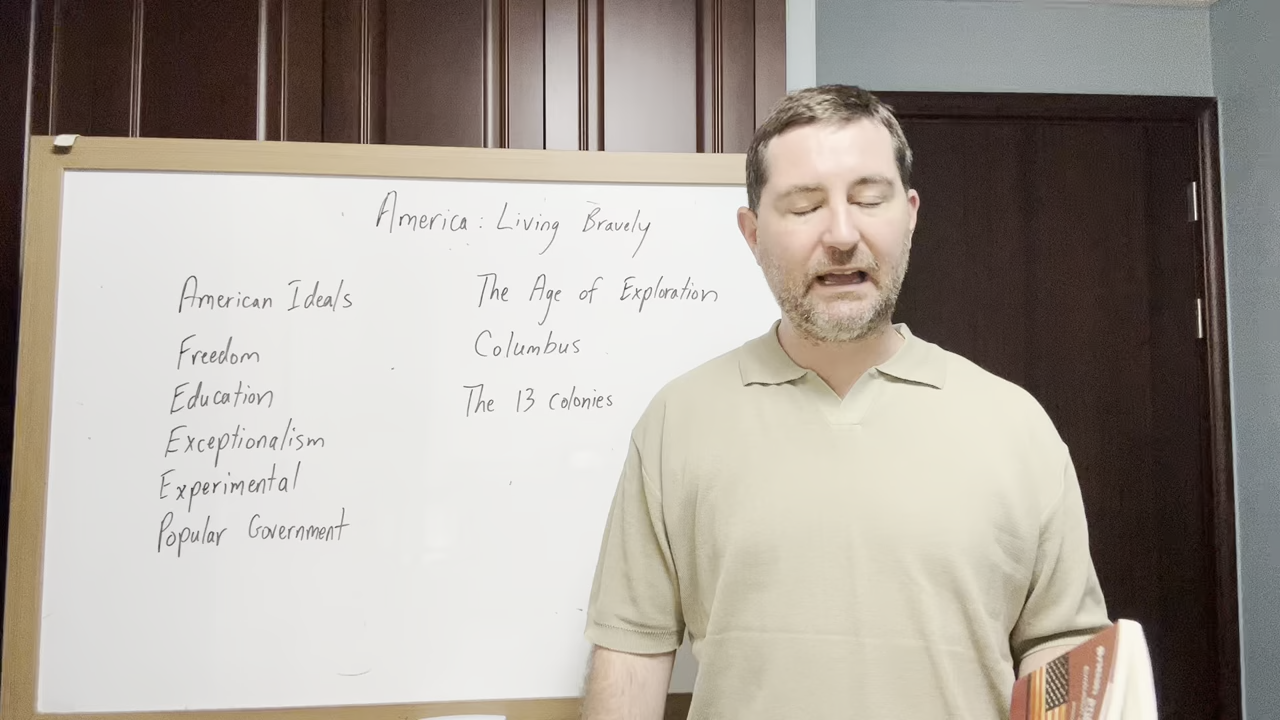 America: Living Bravely
American Ideals
Freedom
Education
Exceptionalism
Experimental
Popular Government
The Age of Exploration
Columbus
The 13 colonies